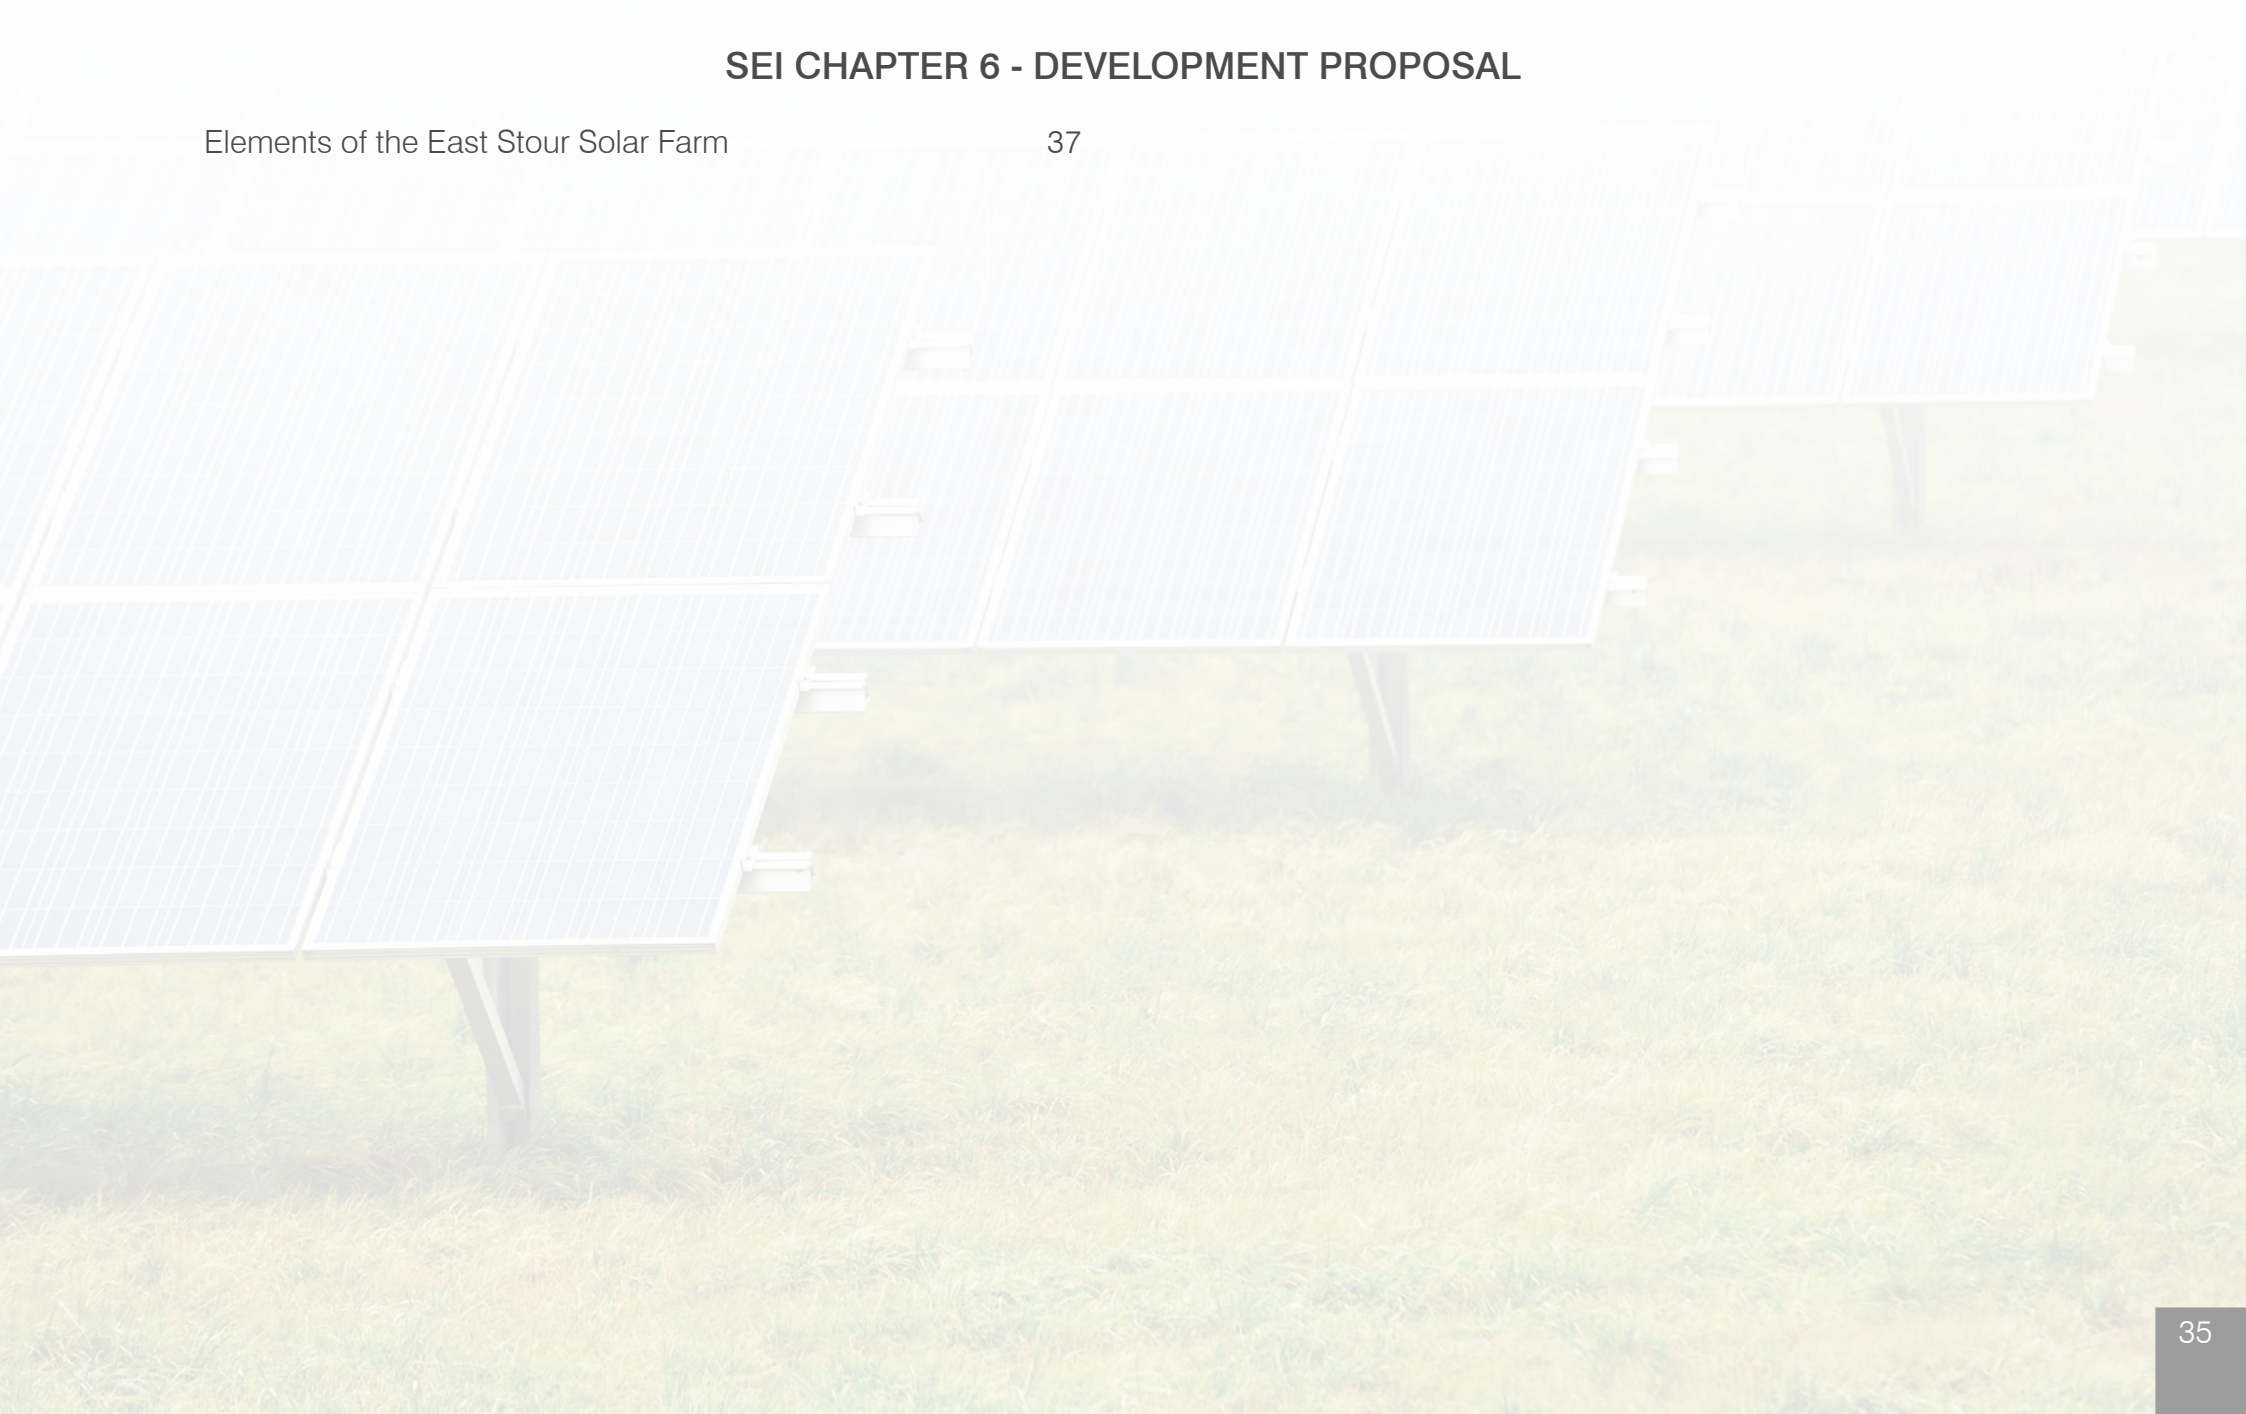 SEI CHAPTER 6 - DEVELOPMENT PROPOSAL
Elements of the East Stour Solar Farm 37
35